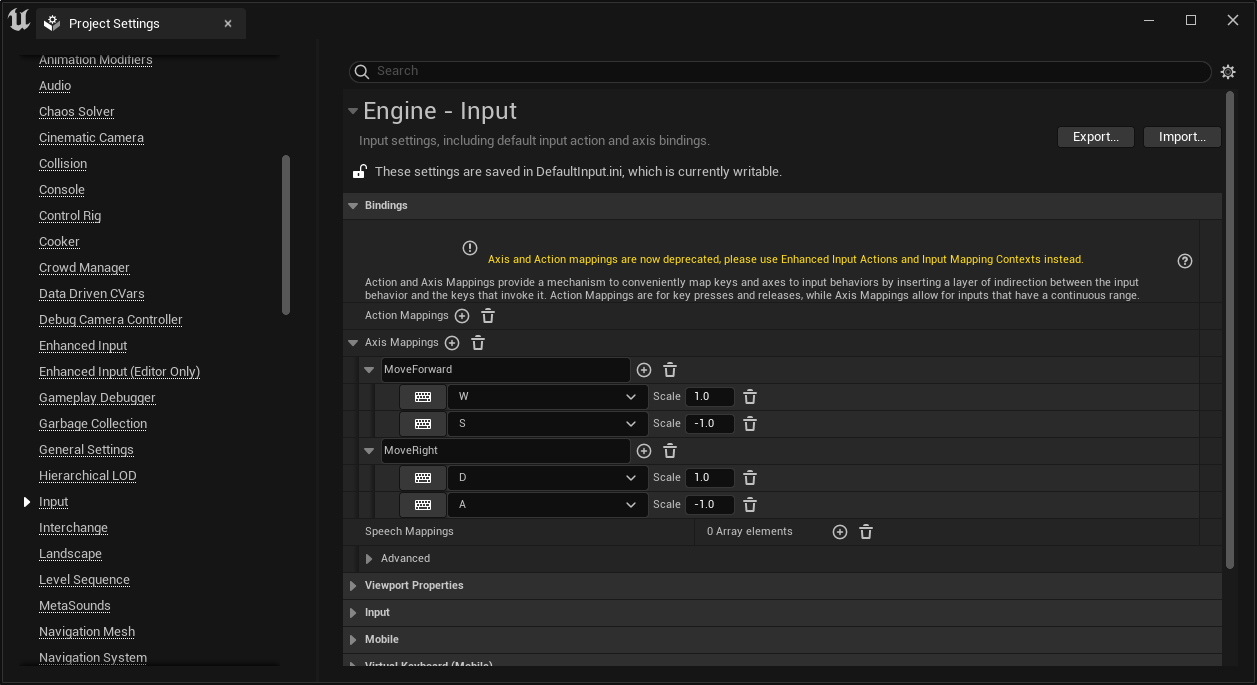 Project Settings
Animation Modifiers
Audio
Chaos Solver
Cinematic Camera
Collision
Console
Control Rig
Cooker
Crowd Manager
Data Driven CVars
Debug Camera Controller
Enhanced Input
Enhanced Input (Editor Only)
Gameplay Debugger
Garbage Collection
General Settings
Hierarchical LOD
Input
Interchange
Landscape
Level Sequence
MetaSounds
Navigation Mesh
Navigation System
Search
Engine - Input
Input settings, including default input action and axis bindings.
Export...
Import...
These settings are saved in DefaultInput.ini, which is currently writable.
Bindings
Axis and Action mappings are now deprecated, please use Enhanced Input Actions and Input Mapping Contexts instead.
Action and Axis Mappings provide a mechanism to conveniently map keys and axes to input behaviors by inserting a layer of indirection between the input
behavior and the keys that invoke it. Action Mappings are for key presses and releases, while Axis Mappings allow for inputs that have a continuous range.
Action Mappings
Axis Mappings
MoveForward
W Scale 1.0
S Scale -1.0
MoveRight
D Scale 1.0
A Scale -1.0
Speech Mappings 0 Array elements
Advanced
Viewport Properties
Input
Mobile
Virtual Keyboard (Mobile)